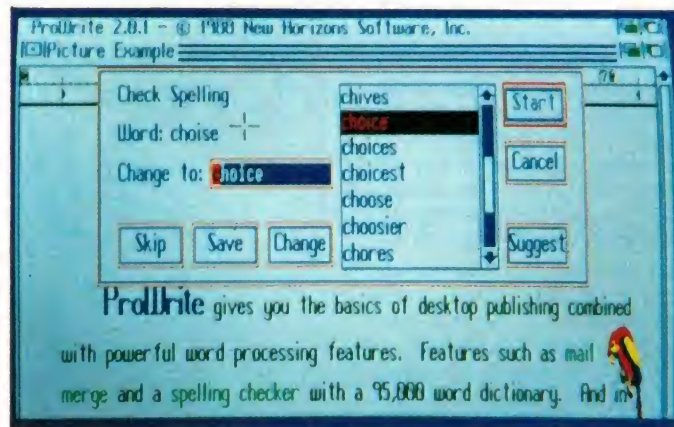 ProWrite 2.0.1 - © 1988 New Horizons Software, Inc.
Picture Example
Check Spelling
Word: choise
Change to: choice
Skip
Save
Change
chives
choice
choices
choicest
choose
choosier
chores
Start
Cancel
Suggest
ProWrite gives you the basics of desktop publishing combined
with powerful word processing features. Features such as mail
merge and a spelling checker with a 95,000 word dictionary. And in